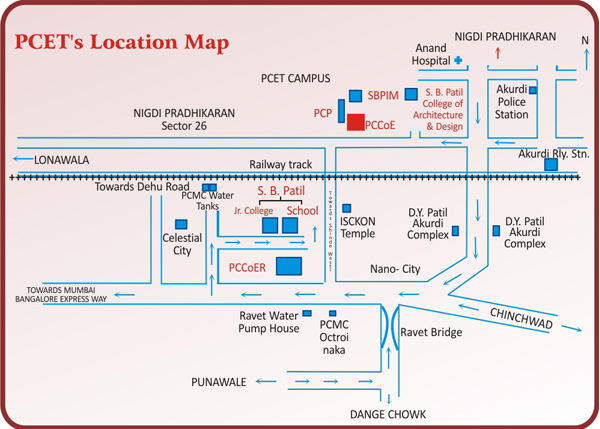 PCET's Location Map
NIGDI PRADHIKARAN
N
Anand
Hospital
PCET CAMPUS
SBPIM
S. B. Patil
College of
Architecture
& Design
Akurdi
Police
Station
PCP
PCCoE
NIGDI PRADHIKARAN
Sector 26
LONAWALA
Railway track
Akurdi Rly. Stn.
Towards Dehu Road
PCMC Water
Tanks
S. B. Patil
Jr. College
School
Towards Shinde Wasti
ISCKON
Temple
D.Y. Patil
Akurdi
Complex
D.Y. Patil
Akurdi
Complex
Celestial
City
PCCoER
Nano- City
TOWARDS MUMBAI
BANGALORE EXPRESS WAY
Ravet Water
Pump House
PCMC
Octroi
naka
Ravet Bridge
CHINCHWAD
PUNAWALE
DANGE CHOWK